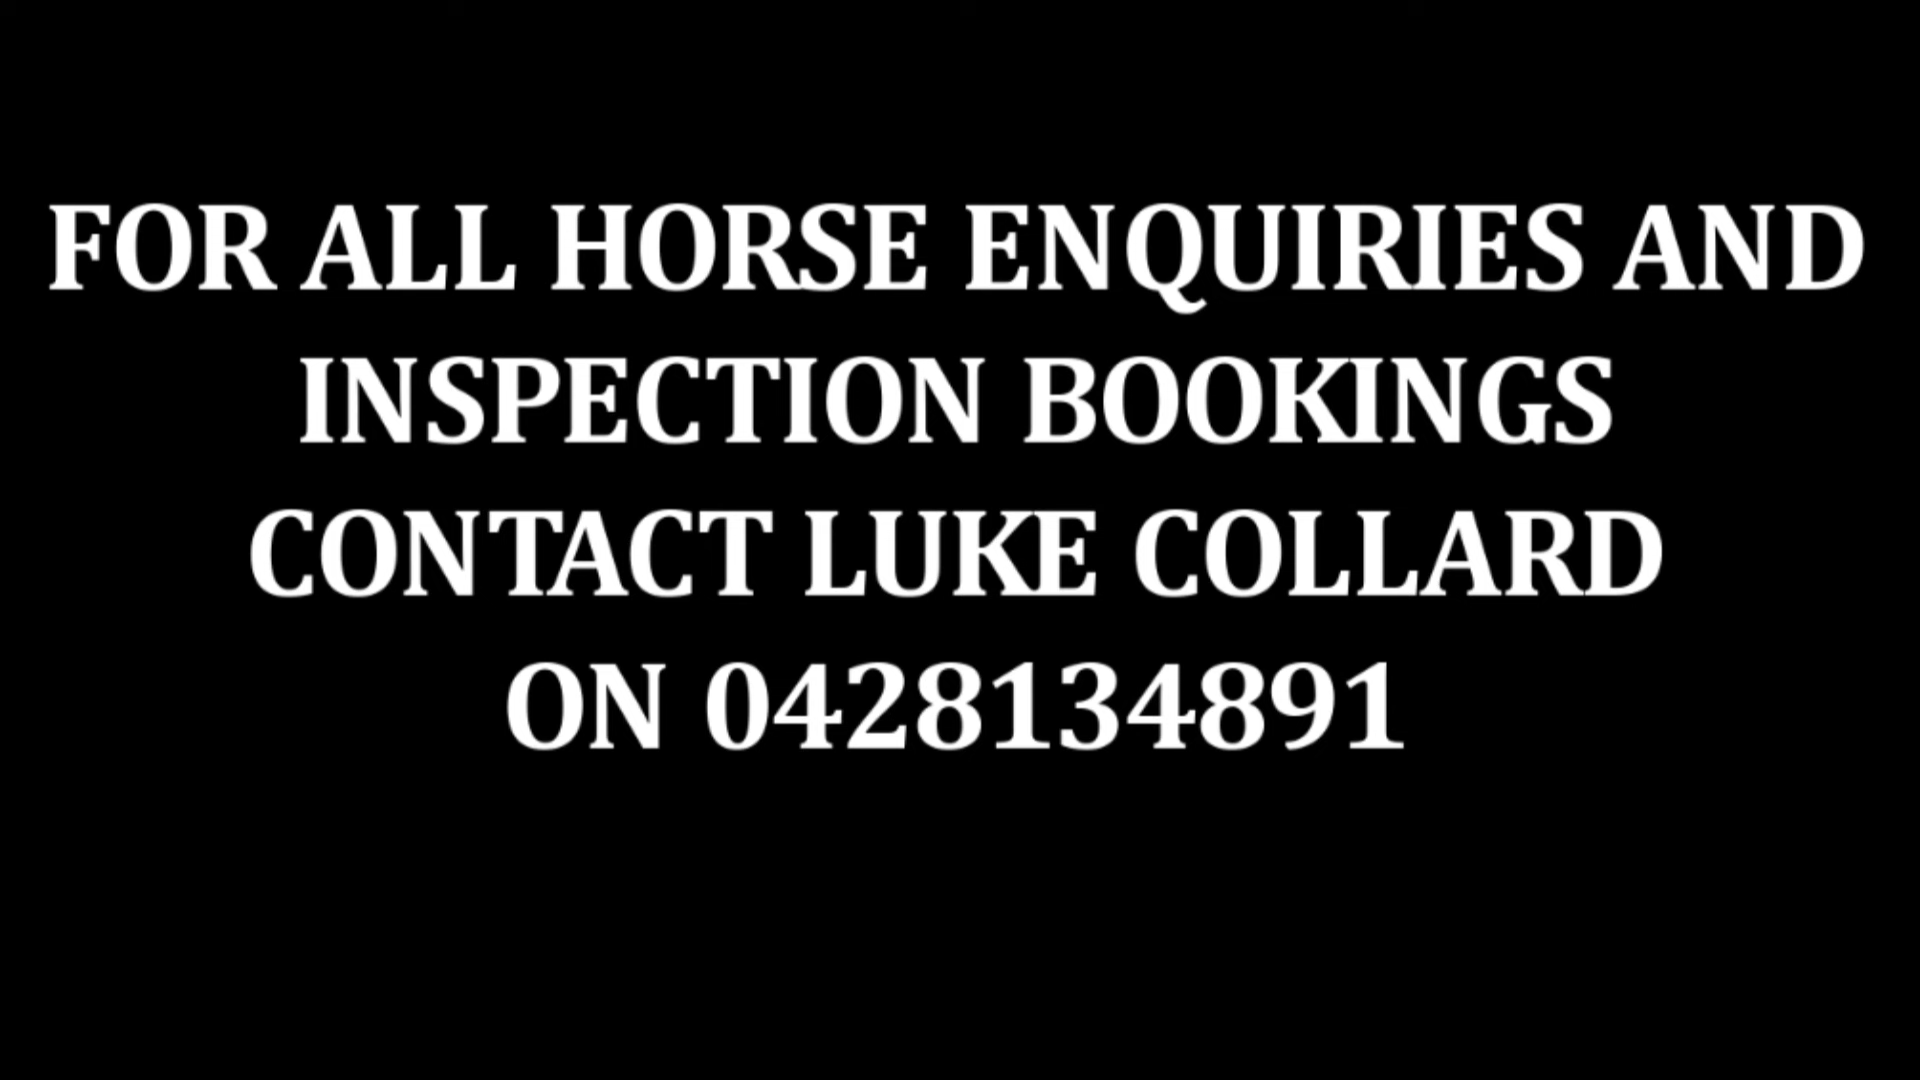 FOR ALL HORSE ENQUIRIES AND
INSPECTION BOOKINGS
CONTACT LUKE COLLARD
ON 0428134891